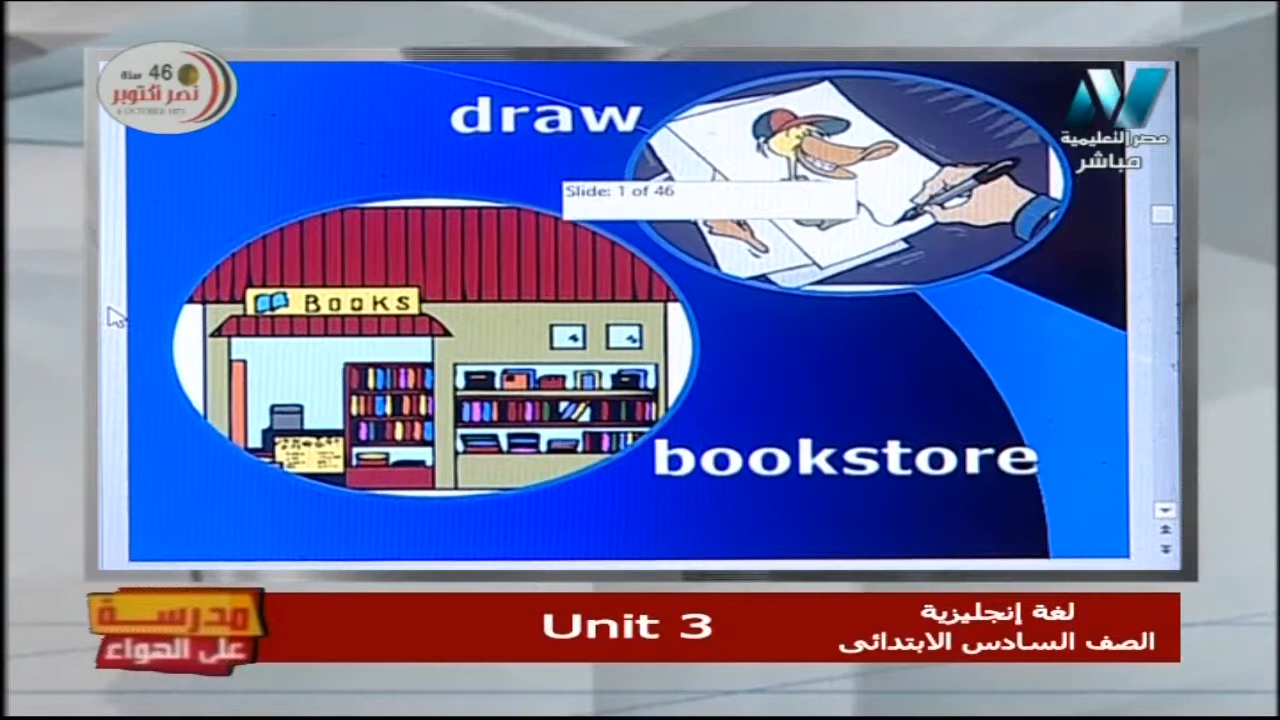 46 سنة
نصر أكتوبر
6 OCTOBER 1973
draw
مصر التعليمية
مباشر
Slide: 1 of 46
BOOKS
bookstore
مدرسة
على الهواء
Unit 3
لغة إنجليزية
الصف السادس الابتدائى